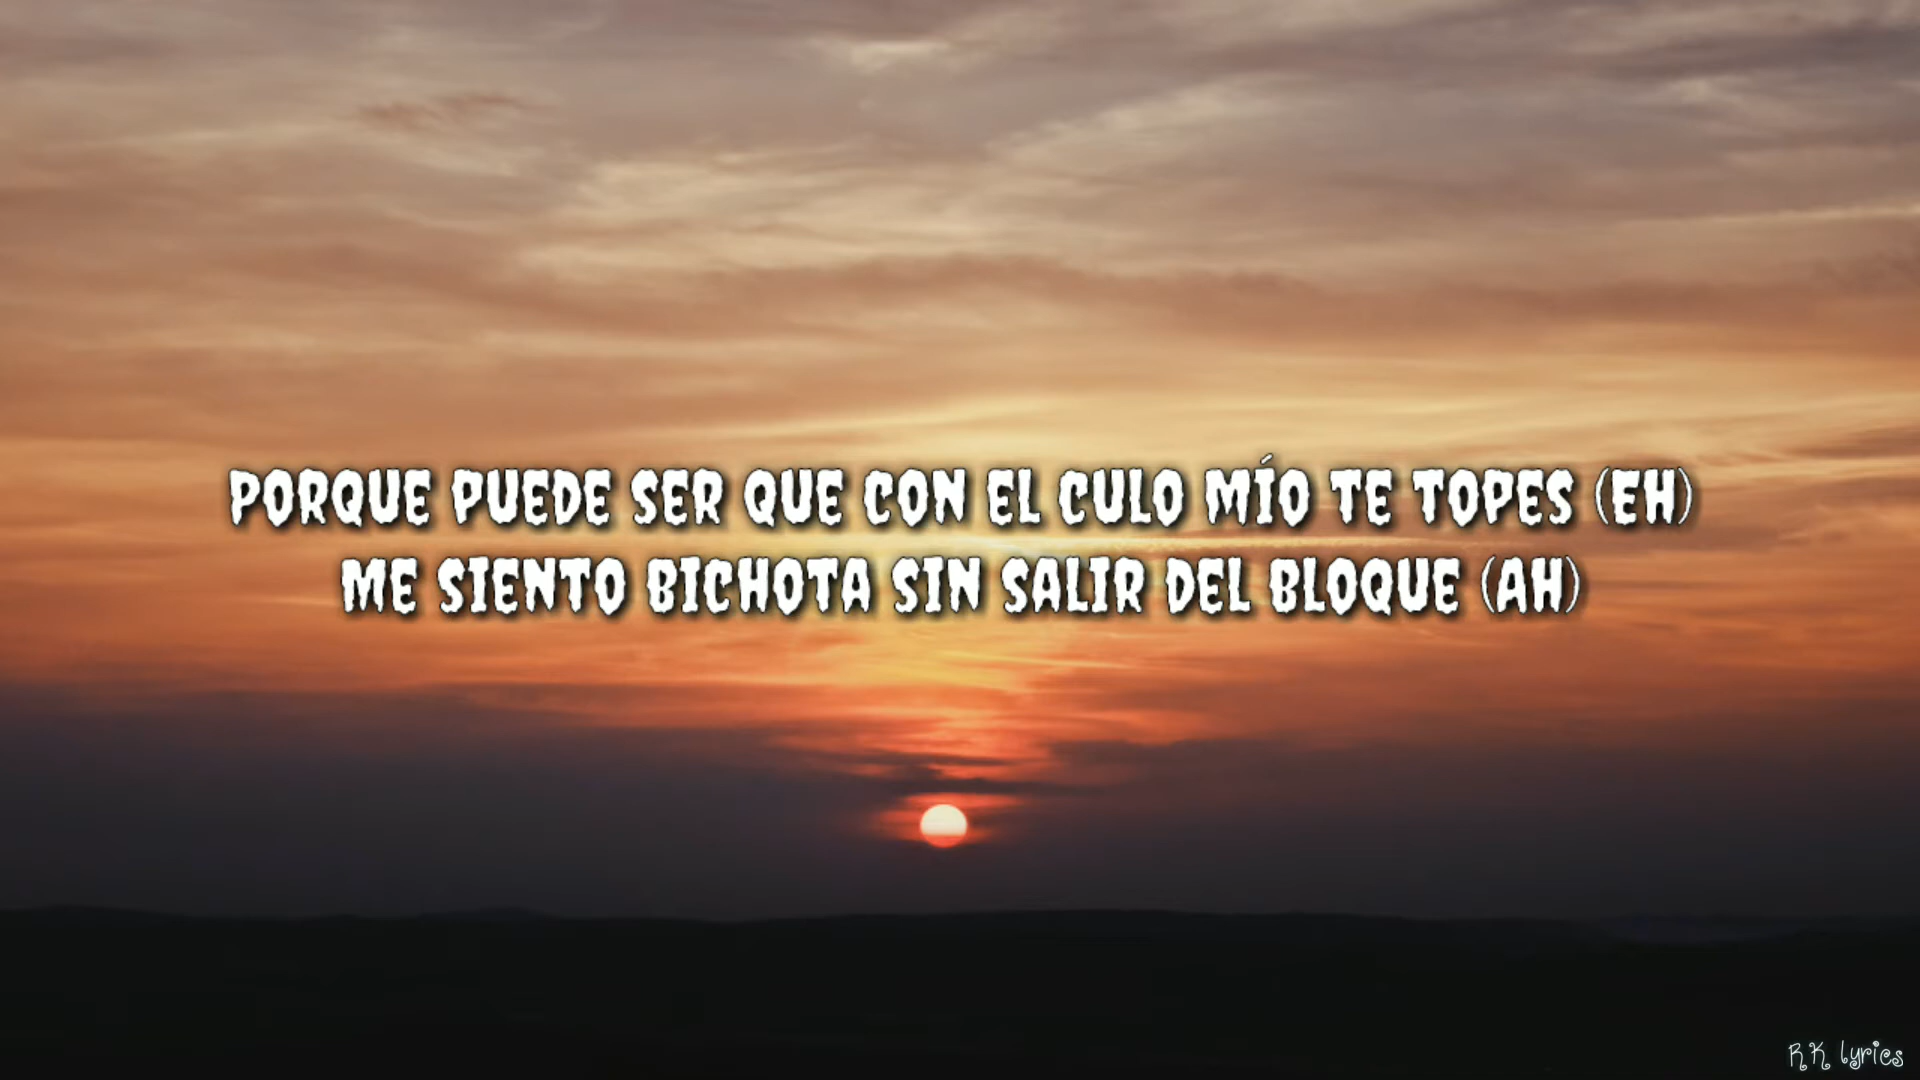 PORQUE PUEDE SER QUE CON EL CULO MÍO TE TOPES (EH)
ME SIENTO BICHOTA SIN SALIR DEL BLOQUE (AH)
RK lyrics